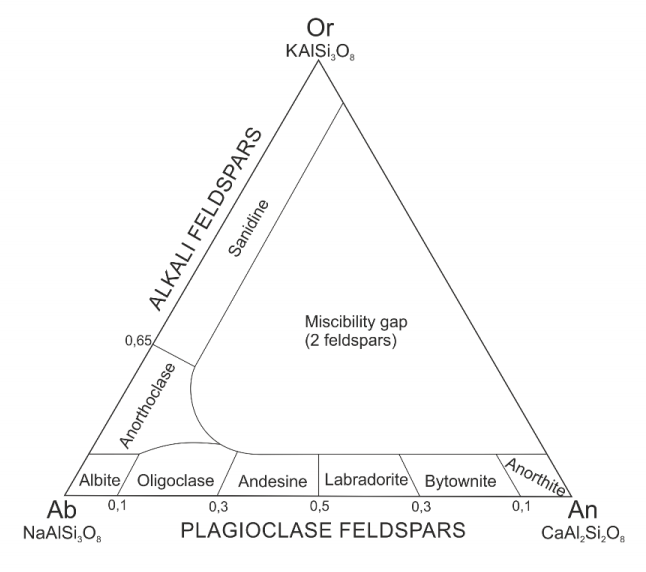 Or
KAlSi₃O₈
ALKALI FELDSPARS
Sanidine
Miscibility gap
(2 feldspars)
0,65
Anorthoclase
Albite
Oligoclase
Andesine
Labradorite
Bytownite
Anorthite
Ab
0,1
0,3
0,5
0,3
0,1
An
NaAlSi₃O₈
PLAGIOCLASE FELDSPARS
CaAl₂Si₂O₈